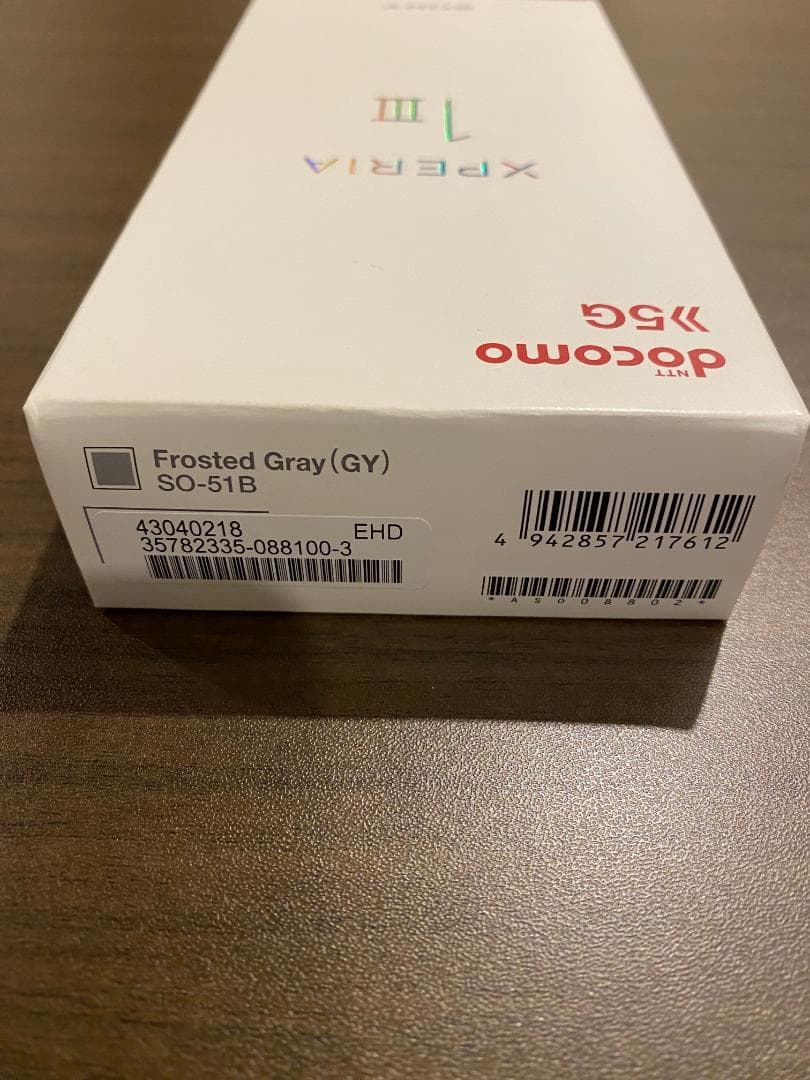 XPERIA
1 III
»5G
NTT
docomo
Frosted Gray(GY)
SO-51B
43040218 EHD
35782335-088100-3
4 942857 217612
*AS008802*